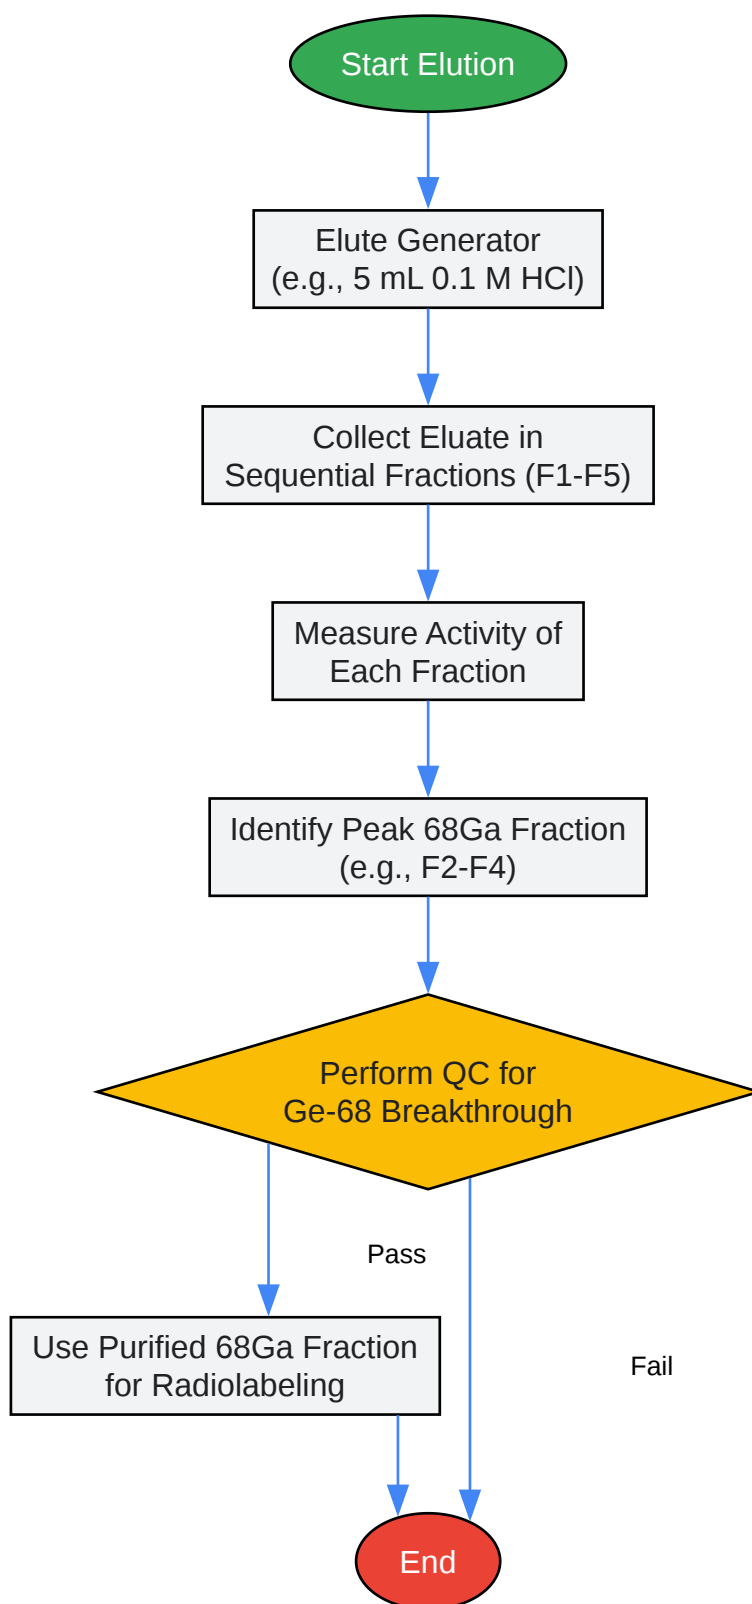 Start Elution
Elute Generator
(e.g., 5 mL 0.1 M HCl)
Collect Eluate in
Sequential Fractions (F1-F5)
Measure Activity of
Each Fraction
Identify Peak 68Ga Fraction
(e.g., F2-F4)
Perform QC for
Ge-68 Breakthrough
Pass
Use Purified 68Ga Fraction
for Radiolabeling
Fail
End